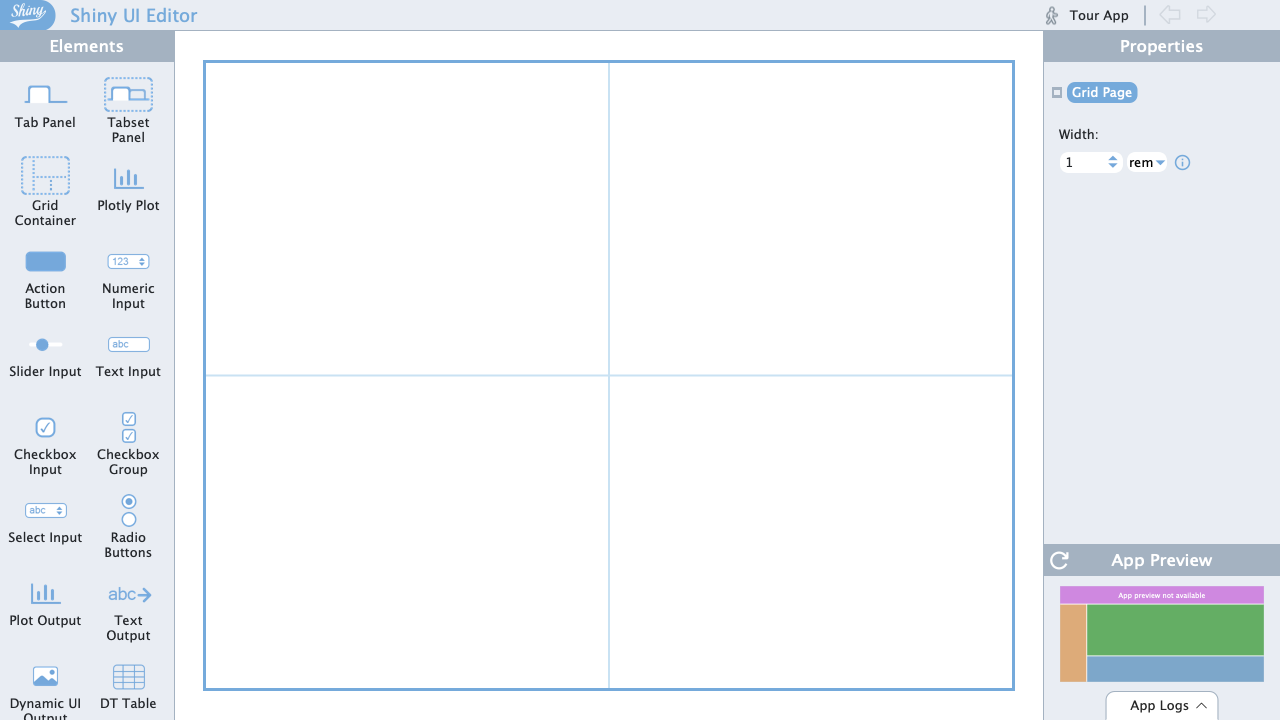 Shiny
Shiny UI Editor
Tour App
Elements
Properties
Tab Panel
Tabset
Panel
Grid
Container
Plotly Plot
Action
Button
123
Numeric
Input
Slider Input
abc
Text Input
Checkbox
Input
Checkbox
Group
abc
Select Input
Radio
Buttons
Plot Output
abc
Text
Output
Dynamic UI
Output
DT Table
Grid Page
Width:
1
rem
App Preview
App preview not available
App Logs